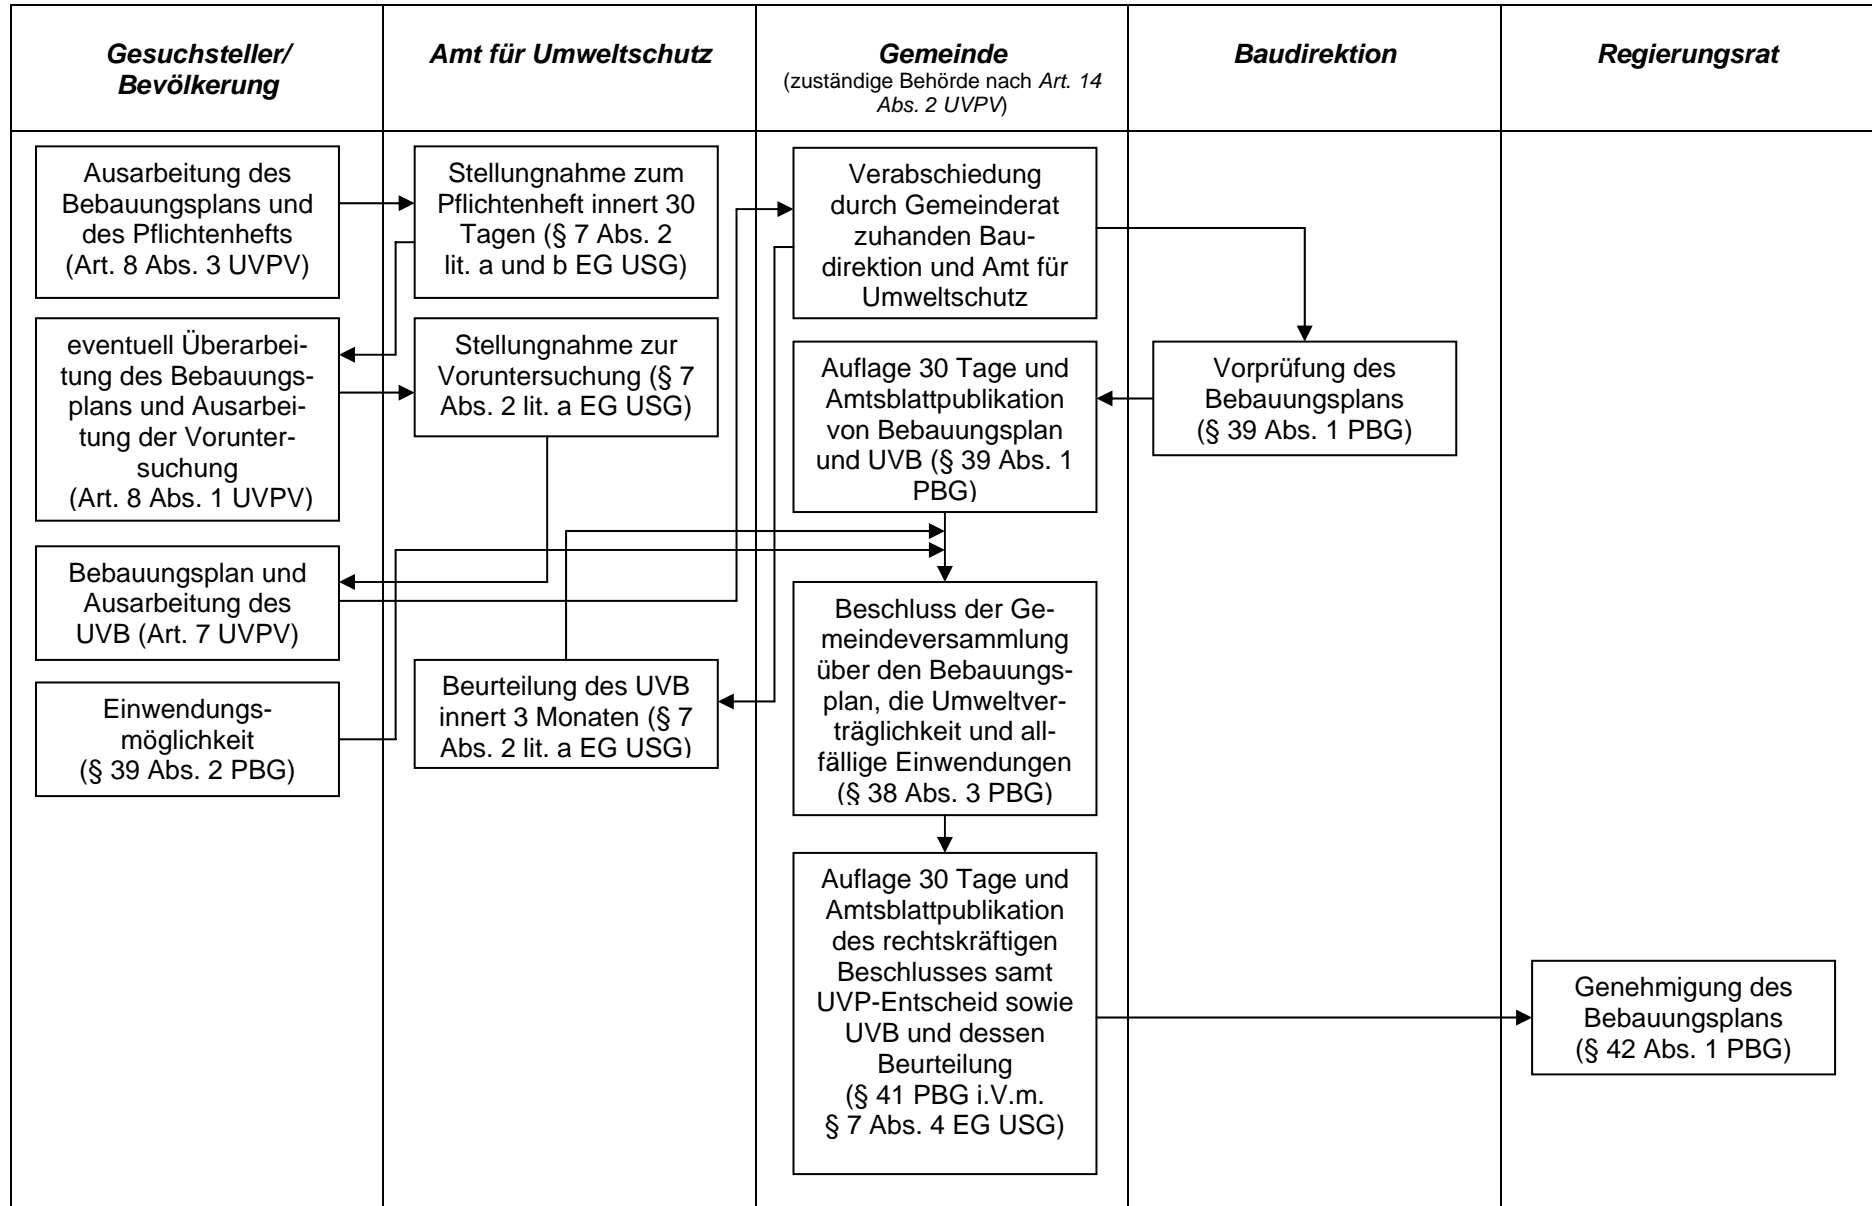 Gesuchsteller/
Bevölkerung
Amt für Umweltschutz
Gemeinde
(zuständige Behörde nach Art. 14
Abs. 2 UVPV)
Baudirektion
Regierungsrat
Ausarbeitung des
Bebauungsplans und
des Pflichtenhefts
(Art. 8 Abs. 3 UVPV)
eventuell Überarbei-
tung des Bebauungs-
plans und Ausarbei-
tung der Vorunter-
suchung
(Art. 8 Abs. 1 UVPV)
Bebauungsplan und
Ausarbeitung des
UVB (Art. 7 UVPV)
Einwendungs-
möglichkeit
(§ 39 Abs. 2 PBG)
Stellungnahme zum
Pflichtenheft innert 30
Tagen (§ 7 Abs. 2
lit. a und b EG USG)
Stellungnahme zur
Voruntersuchung (§ 7
Abs. 2 lit. a EG USG)
Beurteilung des UVB
innert 3 Monaten (§ 7
Abs. 2 lit. a EG USG)
Verabschiedung
durch Gemeinderat
zuhanden Bau-
direktion und Amt für
Umweltschutz
Auflage 30 Tage und
Amtsblattpublikation
von Bebauungsplan
und UVB (§ 39 Abs. 1
PBG)
Beschluss der Ge-
meindeversammlung
über den Bebauungs-
plan, die Umweltver-
träglichkeit und all-
fällige Einwendungen
(§ 38 Abs. 3 PBG)
Auflage 30 Tage und
Amtsblattpublikation
des rechtskräftigen
Beschlusses samt
UVP-Entscheid sowie
UVB und dessen
Beurteilung
(§ 41 PBG i.V.m.
§ 7 Abs. 4 EG USG)
Vorprüfung des
Bebauungsplans
(§ 39 Abs. 1 PBG)
Genehmigung des
Bebauungsplans
(§ 42 Abs. 1 PBG)